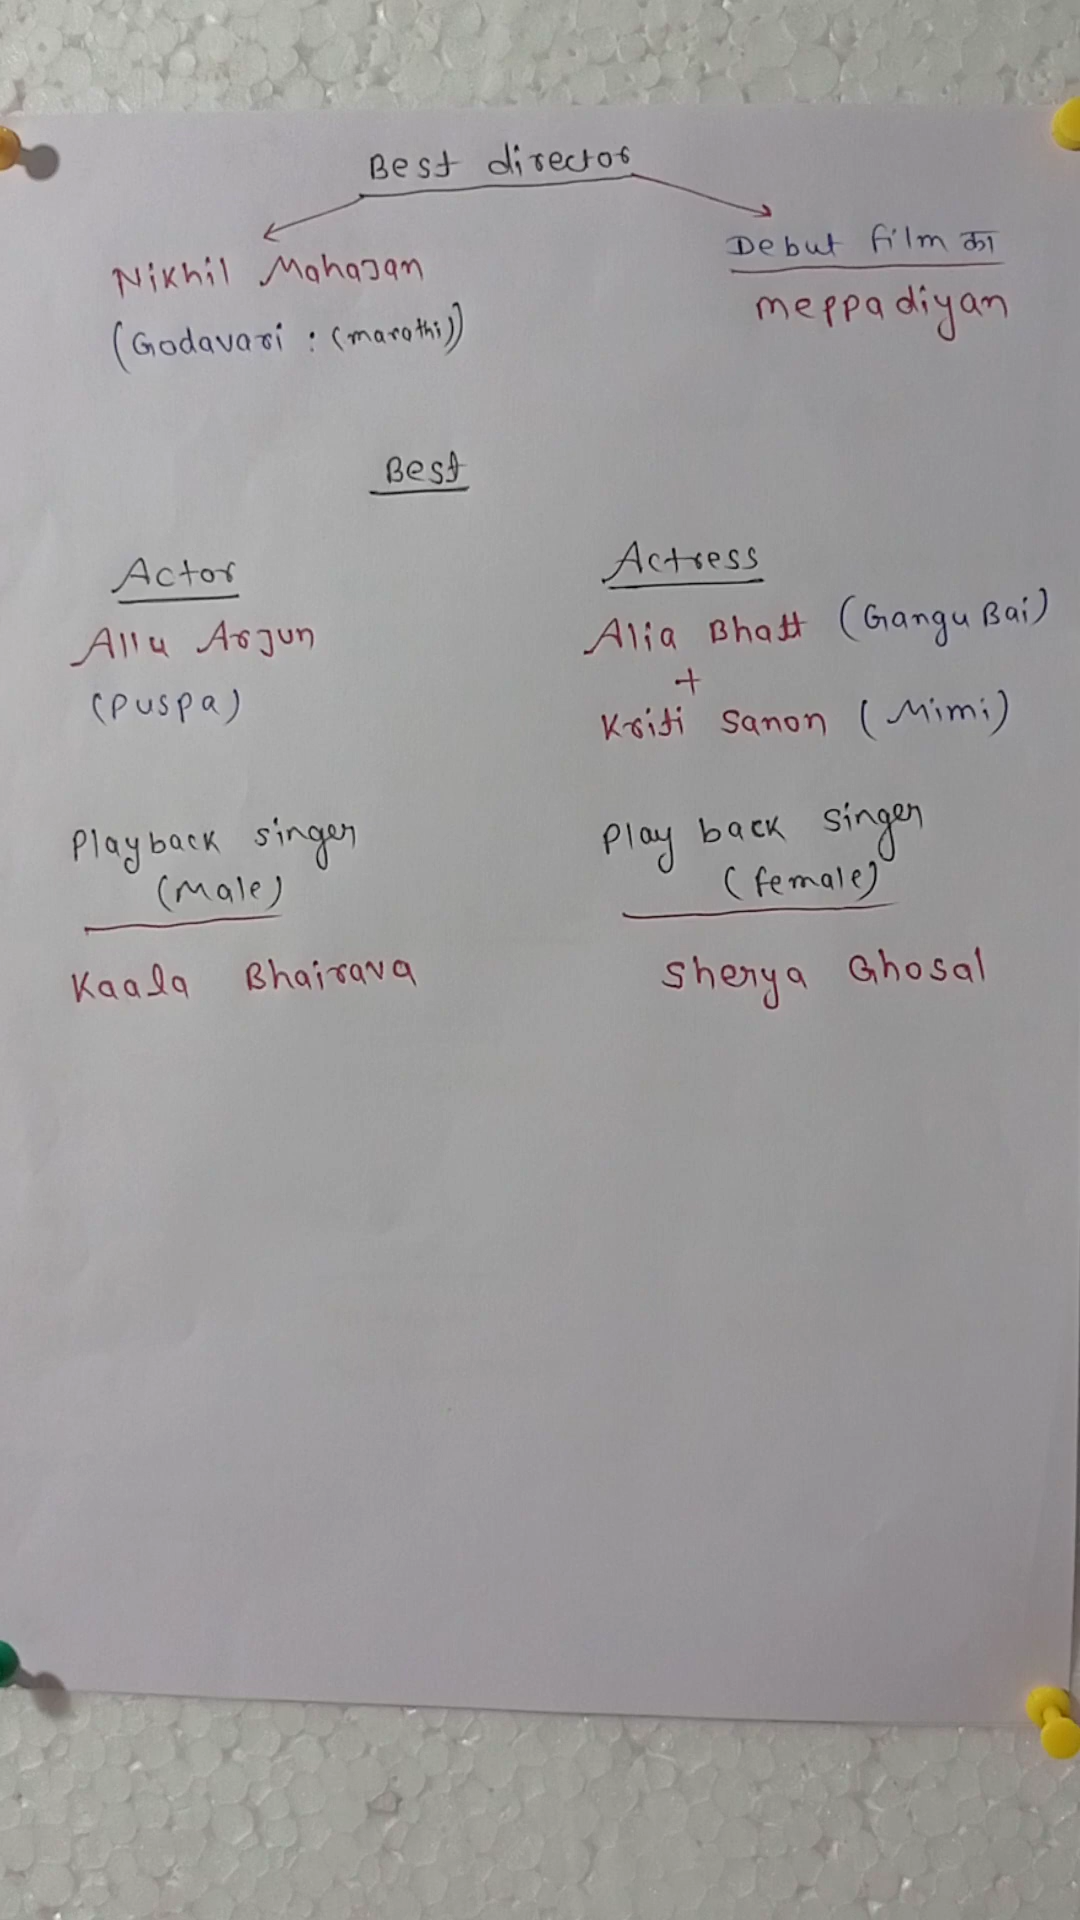 Best director
Nikhil Mahajan
(Godavari : (marathi))
Debut film का
meppadiyan
Best
Actor
Allu Arjun
(Puspa)
Actress
Alia Bhatt (Gangu Bai)
+
Kriti Sanon (Mimi)
Playback singer
(Male)
Kaala Bhairava
Play back singer
(female)
Sherya Ghosal